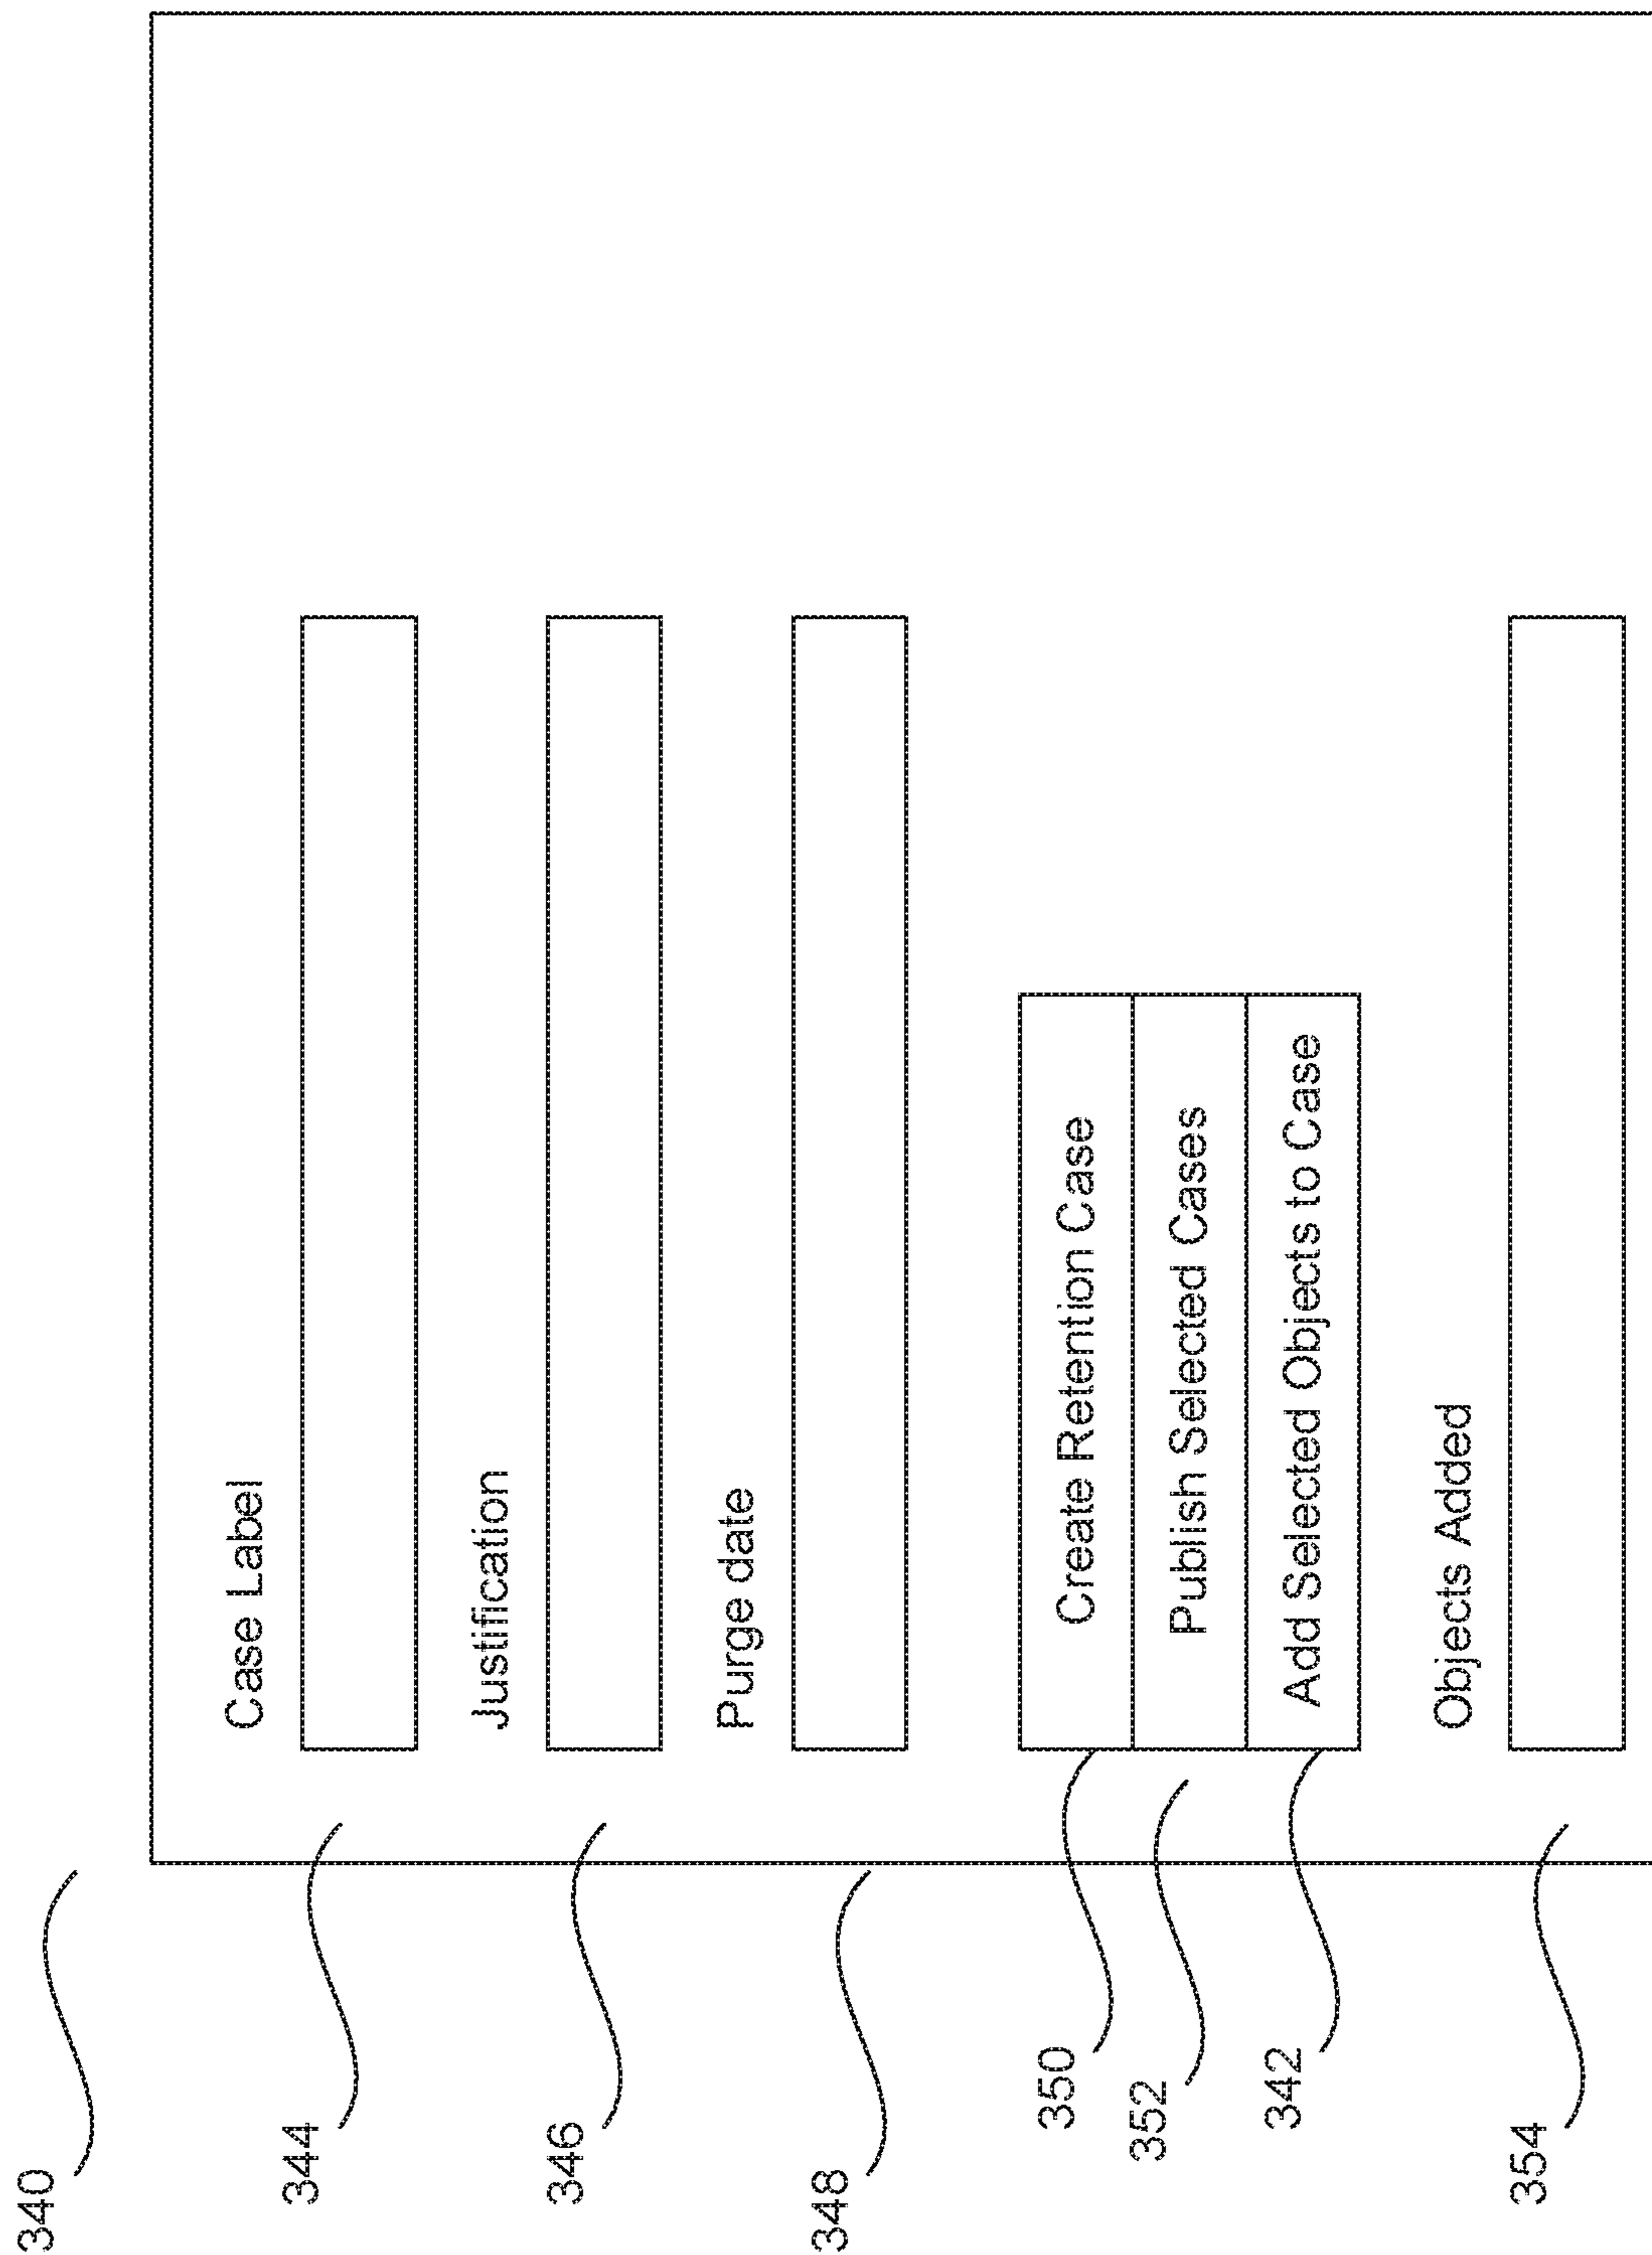 340
Case Label
344
Justification
346
Purge date
348
Create Retention Case
350
Publish Selected Cases
352
Add Selected Objects to Case
342
Objects Added
354